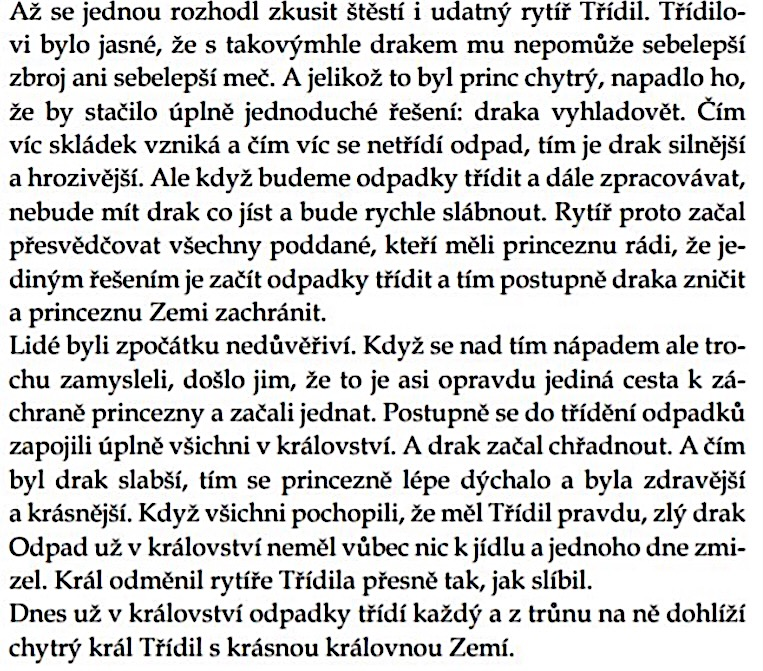 Až se jednou rozhodl zkusit štěstí i udatný rytíř Třídil. Třídilo-
vi bylo jasné, že s takovýmhle drakem mu nepomůže sebelepší
zbroj ani sebelepší meč. A jelikož to byl princ chytrý, napadlo ho,
že by stačilo úplně jednoduché řešení: draka vyhladovět. Čím
víc skládek vzniká a čím víc se netřídí odpad, tím je drak silnější
a hrozivější. Ale když budeme odpadky třídit a dále zpracovávat,
nebude mít drak co jíst a bude rychle slábnout. Rytíř proto začal
přesvědčovat všechny poddané, kteří měli princeznu rádi, že je-
diným řešením je začít odpadky třídit a tím postupně draka zničit
a princeznu Zemi zachránit.
Lidé byli zpočátku nedůvěřiví. Když se nad tím nápadem ale tro-
chu zamysleli, došlo jim, že to je asi opravdu jediná cesta k zá-
chraně princezny a začali jednat. Postupně se do třídění odpadků
zapojili úplně všichni v království. A drak začal chřadnout. A čím
byl drak slabší, tím se princezně lépe dýchalo a byla zdravější
a krásnější. Když všichni pochopili, že měl Třídil pravdu, zlý drak
Odpad už v království neměl vůbec nic k jídlu a jednoho dne zmi-
zel. Král odměnil rytíře Třídila přesně tak, jak slíbil.
Dnes už v království odpadky třídí každý a z trůnu na ně dohlíží
chytrý král Třídil s krásnou královnou Zemí.